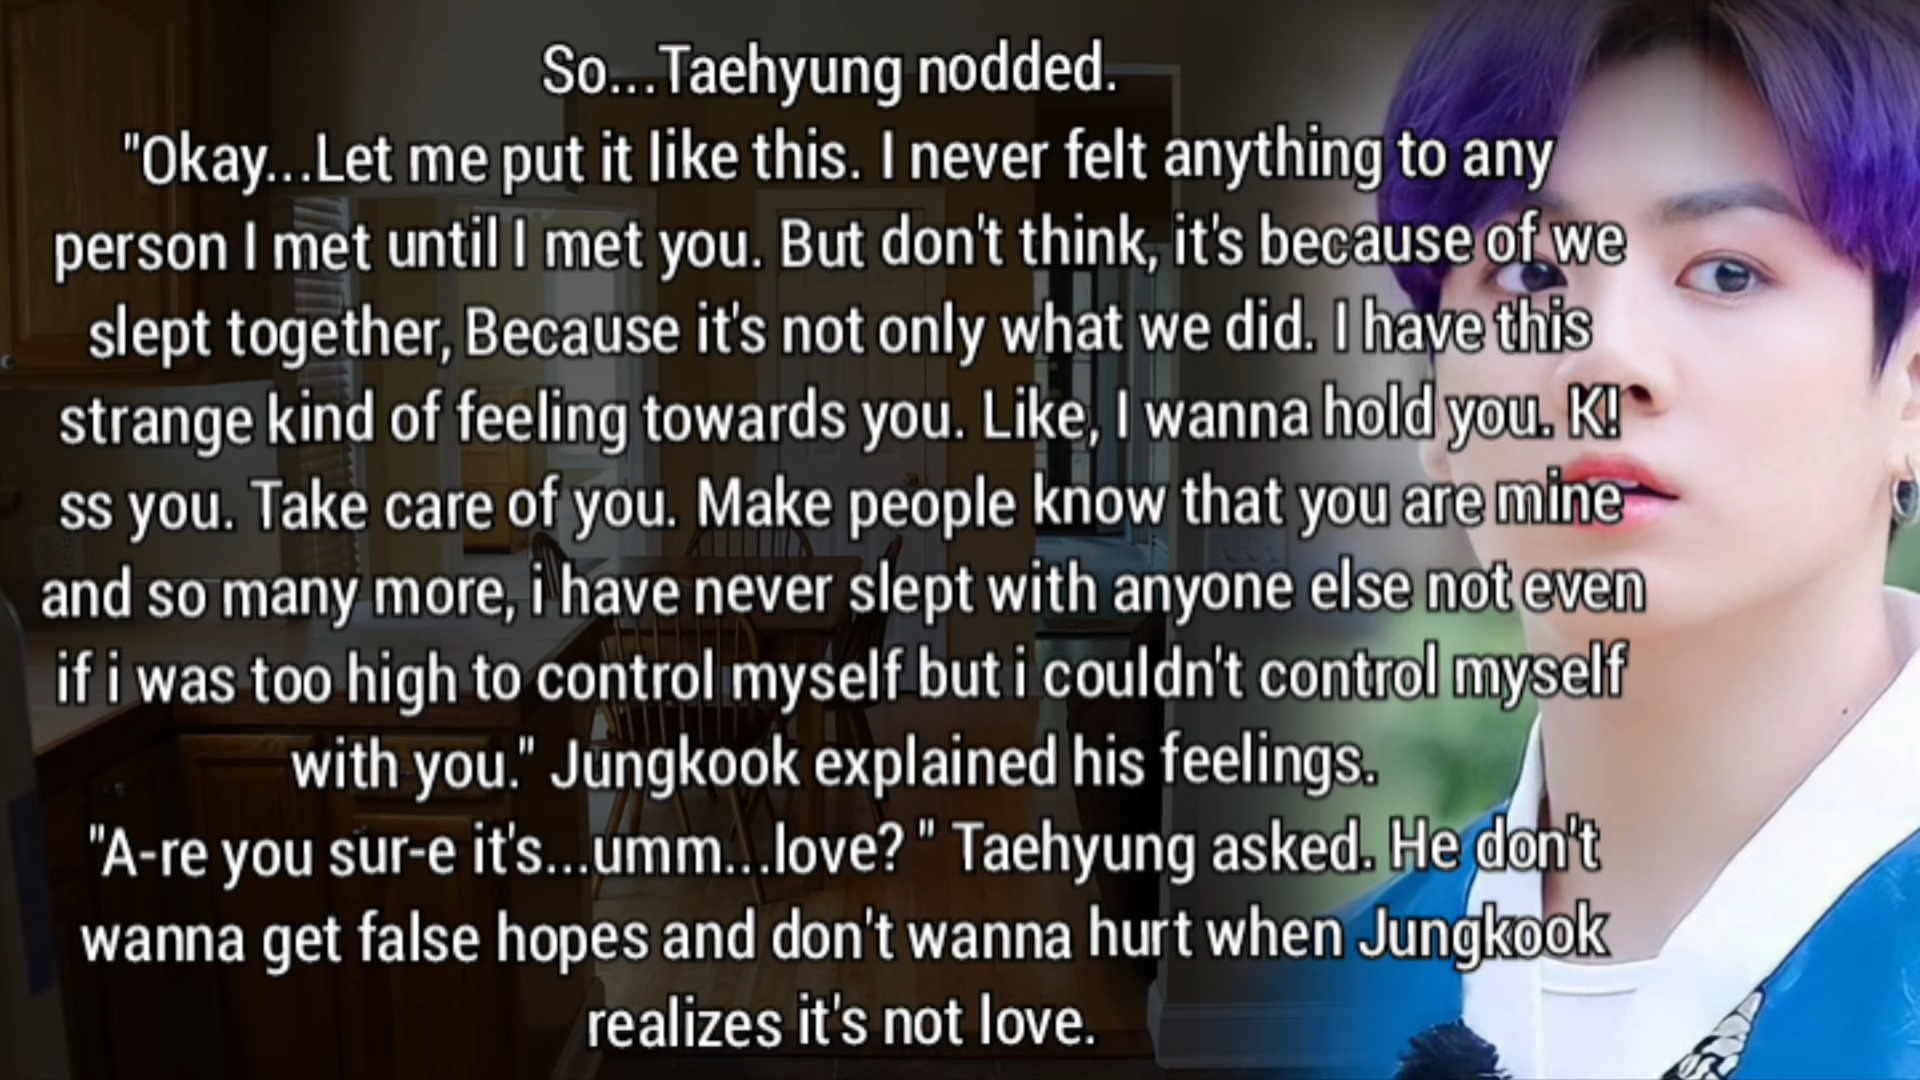 So...Taehyung nodded.
"Okay...Let me put it like this. I never felt anything to any
person I met until I met you. But don't think, it's because of we
slept together, Because it's not only what we did. I have this
strange kind of feeling towards you. Like, I wanna hold you. K!
ss you. Take care of you. Make people know that you are mine
and so many more, i have never slept with anyone else not even
if i was too high to control myself but i couldn't control myself
with you." Jungkook explained his feelings.
"A-re you sur-e it's...umm...love? " Taehyung asked. He don't
wanna get false hopes and don't wanna hurt when Jungkook
realizes it's not love.